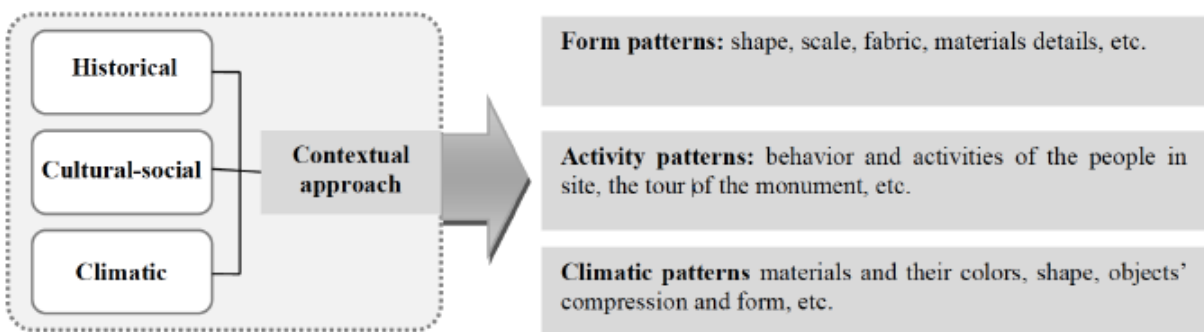 Historical
Cultural-social
Climatic
Contextual
approach
Form patterns: shape, scale, fabric, materials details, etc.
Activity patterns: behavior and activities of the people in
site, the tour of the monument, etc.
Climatic patterns materials and their colors, shape, objects'
compression and form, etc.